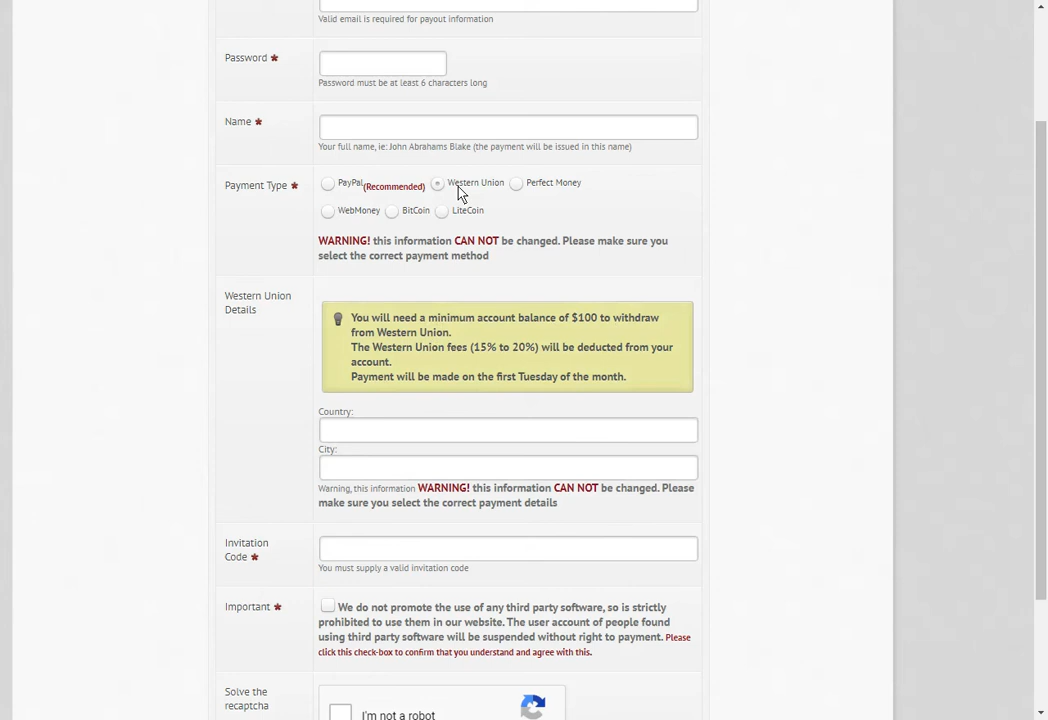 Valid email is required for payout information
Password *
Password must be at least 6 characters long
Name *
Your full name, ie: John Abrahams Blake (the payment will be issued in this name)
Payment Type *
PayPal (Recommended) Western Union Perfect Money
WebMoney BitCoin LiteCoin
WARNING! this information CAN NOT be changed. Please make sure you
select the correct payment method
Western Union
Details
You will need a minimum account balance of $100 to withdraw
from Western Union.
The Western Union fees (15% to 20%) will be deducted from your
account.
Payment will be made on the first Tuesday of the month.
Country:
City:
Warning, this information WARNING! this information CAN NOT be changed. Please
make sure you select the correct payment details
Invitation
Code *
You must supply a valid invitation code
Important *
We do not promote the use of any third party software, so is strictly
prohibited to use them in our website. The user account of people found
using third party software will be suspended without right to payment. Please
click this check-box to confirm that you understand and agree with this.
Solve the
recaptcha
I'm not a robot